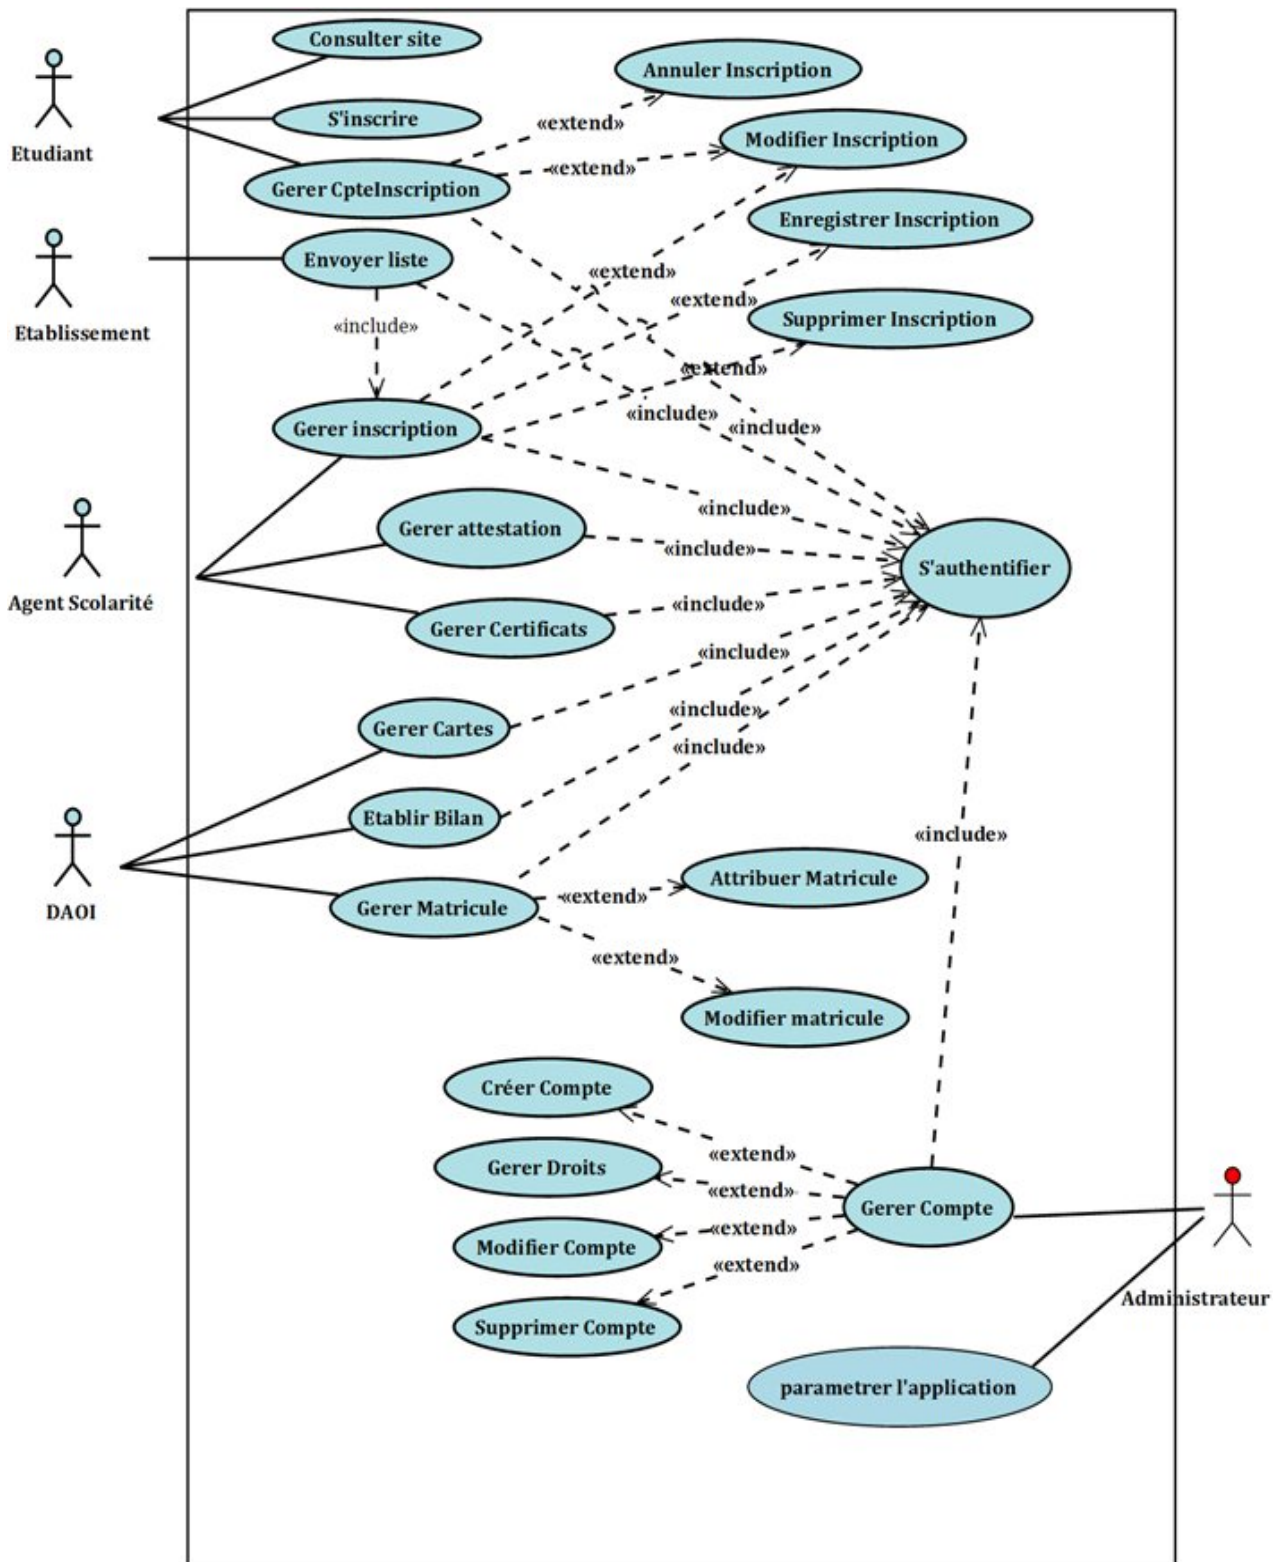 Consulter site
Annuler Inscription
S'inscrire
«extend»
Etudiant
Modifier Inscription
«extend»
Gerer CpteInscription
Enregistrer Inscription
Envoyer liste
«extend»
«extend»
Etablissement
«include»
Supprimer Inscription
«extend»
«include»
«include»
Gerer inscription
«include»
Gerer attestation
«include»
S'authentifier
Agent Scolarité
«include»
Gerer Certificats
«include»
«include»
Gerer Cartes
«include»
Etablir Bilan
«include»
Attribuer Matricule
«extend»
Gerer Matricule
DAOI
«extend»
Modifier matricule
Créer Compte
«extend»
Gerer Droits
«extend»
Gerer Compte
«extend»
Modifier Compte
«extend»
Administrateur
Supprimer Compte
parametrer l'application